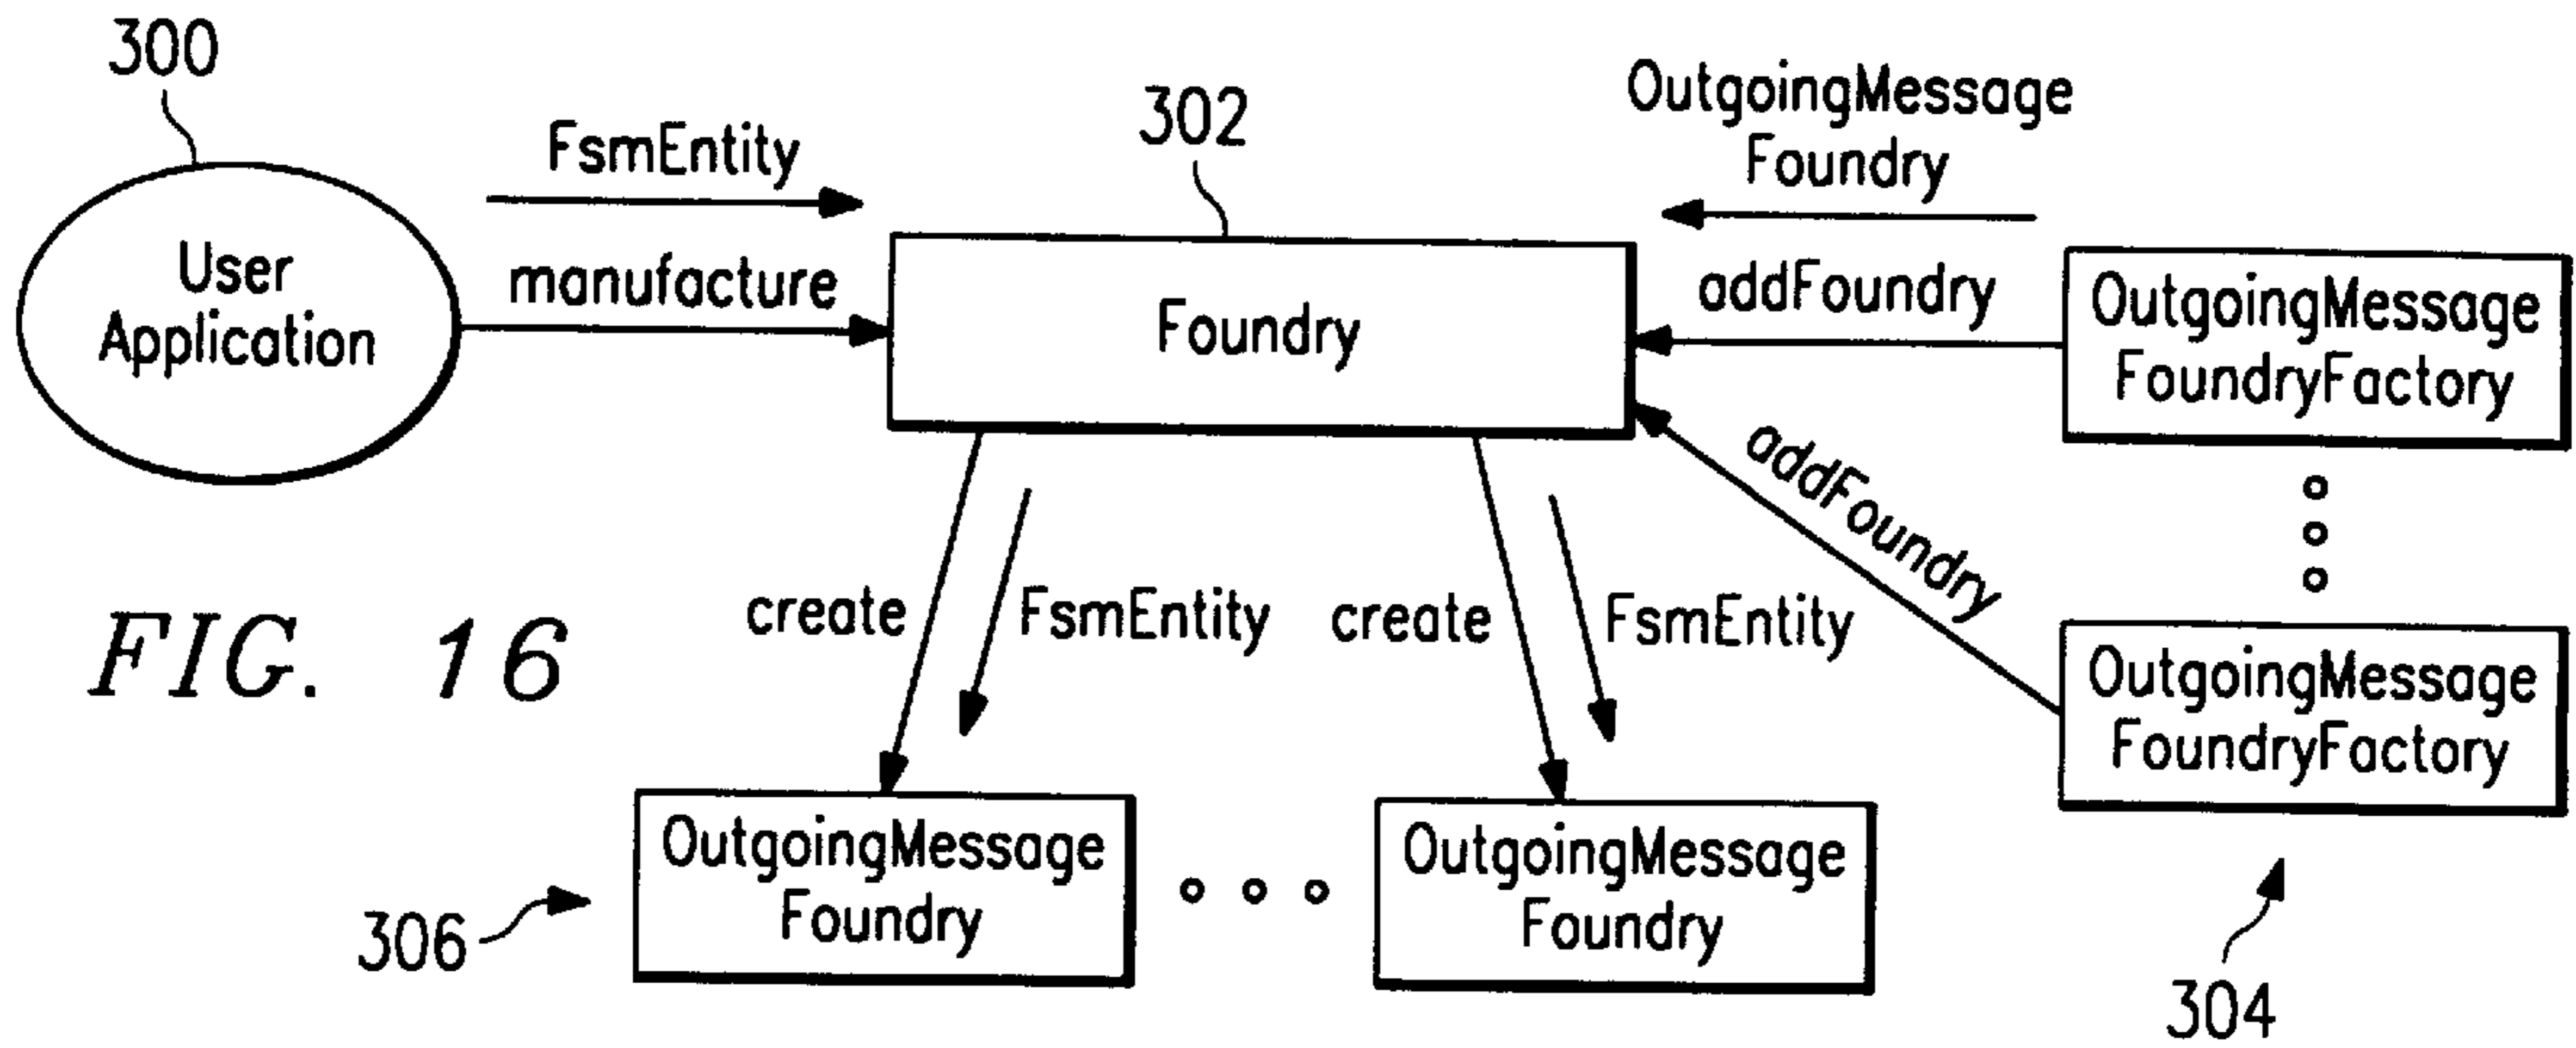 300
FsmEntity
302
OutgoingMessage
Foundry
User
Application
manufacture
Foundry
addFoundry
OutgoingMessage
FoundryFactory
addFoundry
create
FsmEntity
create
FsmEntity
FIG. 16
OutgoingMessage
FoundryFactory
OutgoingMessage
Foundry
OutgoingMessage
Foundry
306
304